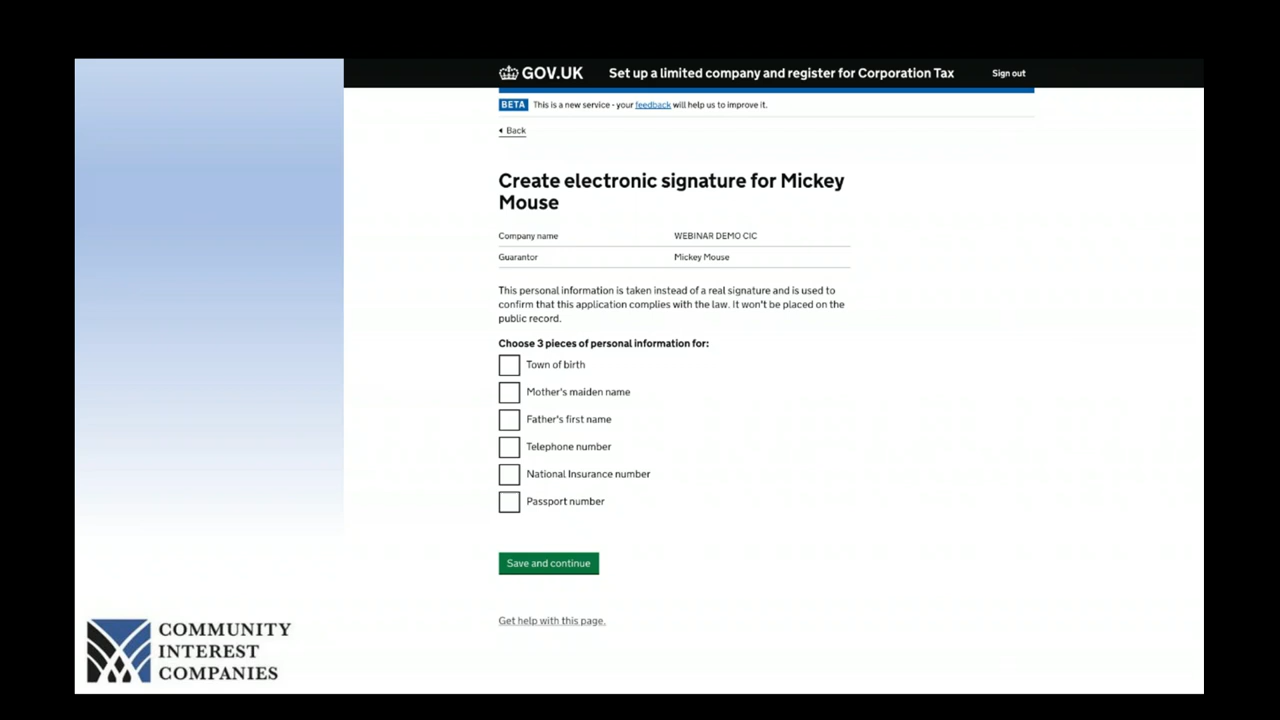 GOV.UK Set up a limited company and register for Corporation Tax Sign out
BETA This is a new service - your feedback will help us to improve it.
Back
Create electronic signature for Mickey
Mouse
Company name WEBINAR DEMO CIC
Guarantor Mickey Mouse
This personal information is taken instead of a real signature and is used to
confirm that this application complies with the law. It won't be placed on the
public record.
Choose 3 pieces of personal information for:
Town of birth
Mother's maiden name
Father's first name
Telephone number
National Insurance number
Passport number
Save and continue
Get help with this page.
COMMUNITY
INTEREST
COMPANIES